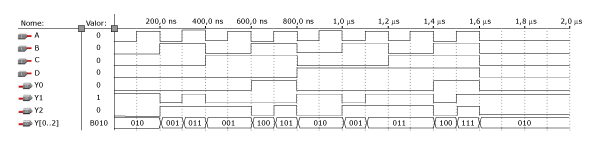 Nome: Valor: 200,0 ns 400,0 ns 600,0 ns 800,0 ns 1,0 µs 1,2 µs 1,4 µs 1,6 µs 1,8 µs 2,0 µs
A 0
B 0
C 0
D 0
Y0 0
Y1 1
Y2 0
Y[0..2] B010 010 001 011 001 100 101 010 001 011 100 111 010